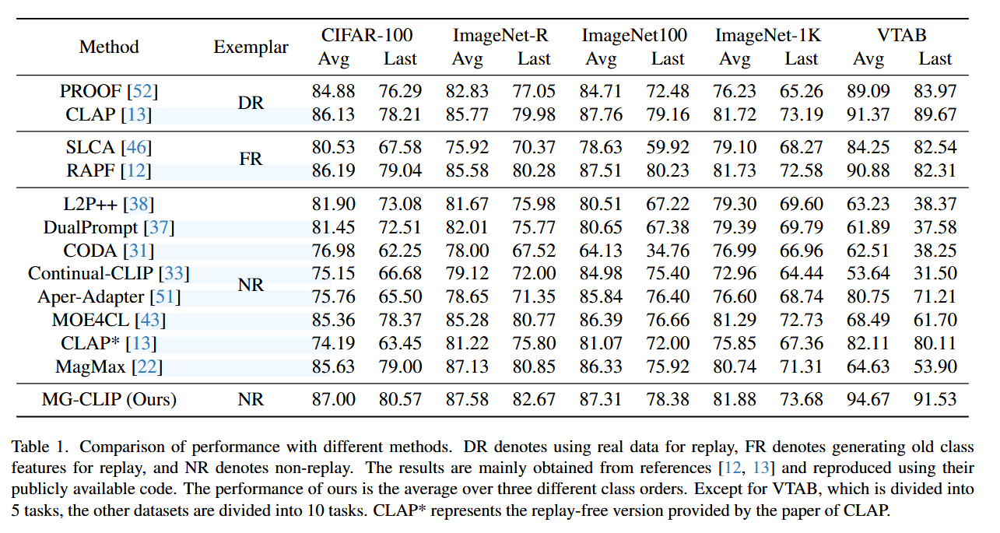 Method Exemplar CIFAR-100 ImageNet-R ImageNet100 ImageNet-1K VTAB
Avg Last Avg Last Avg Last Avg Last Avg Last
PROOF [52] DR 84.88 76.29 82.83 77.05 84.71 72.48 76.23 65.26 89.09 83.97
CLAP [13] 86.13 78.21 85.77 79.98 87.76 79.16 81.72 73.19 91.37 89.67
SLCA [46] FR 80.53 67.58 75.92 70.37 78.63 59.92 79.10 68.27 84.25 82.54
RAPF [12] 86.19 79.04 85.58 80.28 87.51 80.23 81.73 72.58 90.88 82.31
L2P++ [38] 81.90 73.08 81.67 75.98 80.51 67.22 79.30 69.60 63.23 38.37
DualPrompt [37] 81.45 72.51 82.01 75.77 80.65 67.38 79.39 69.79 61.89 37.58
CODA [31] 76.98 62.25 78.00 67.52 64.13 34.76 76.99 66.96 62.51 38.25
Continual-CLIP [33] NR 75.15 66.68 79.12 72.00 84.98 75.40 72.96 64.44 53.64 31.50
Aper-Adapter [51] 75.76 65.50 78.65 71.35 85.84 76.40 76.60 68.74 80.75 71.21
MOE4CL [43] 85.36 78.37 85.28 80.77 86.39 76.66 81.29 72.73 68.49 61.70
CLAP* [13] 74.19 63.45 81.22 75.80 81.07 72.00 75.85 67.36 82.11 80.11
MagMax [22] 85.63 79.00 87.13 80.85 86.33 75.92 80.74 71.31 64.63 53.90
MG-CLIP (Ours) NR 87.00 80.57 87.58 82.67 87.31 78.38 81.88 73.68 94.67 91.53
Table 1. Comparison of performance with different methods. DR denotes using real data for replay, FR denotes generating old class
features for replay, and NR denotes non-replay. The results are mainly obtained from references [12, 13] and reproduced using their
publicly available code. The performance of ours is the average over three different class orders. Except for VTAB, which is divided into
5 tasks, the other datasets are divided into 10 tasks. CLAP* represents the replay-free version provided by the paper of CLAP.